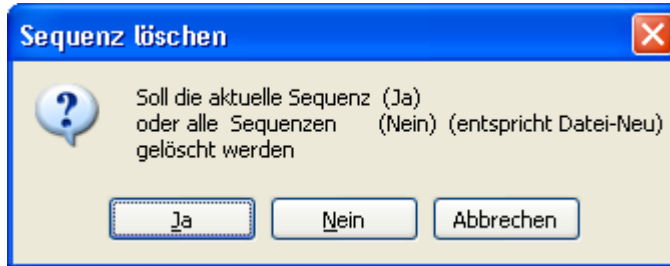 Sequenz löschen
Soll die aktuelle Sequenz (Ja)
oder alle Sequenzen (Nein) (entspricht Datei-Neu)
gelöscht werden
Ja Nein Abbrechen